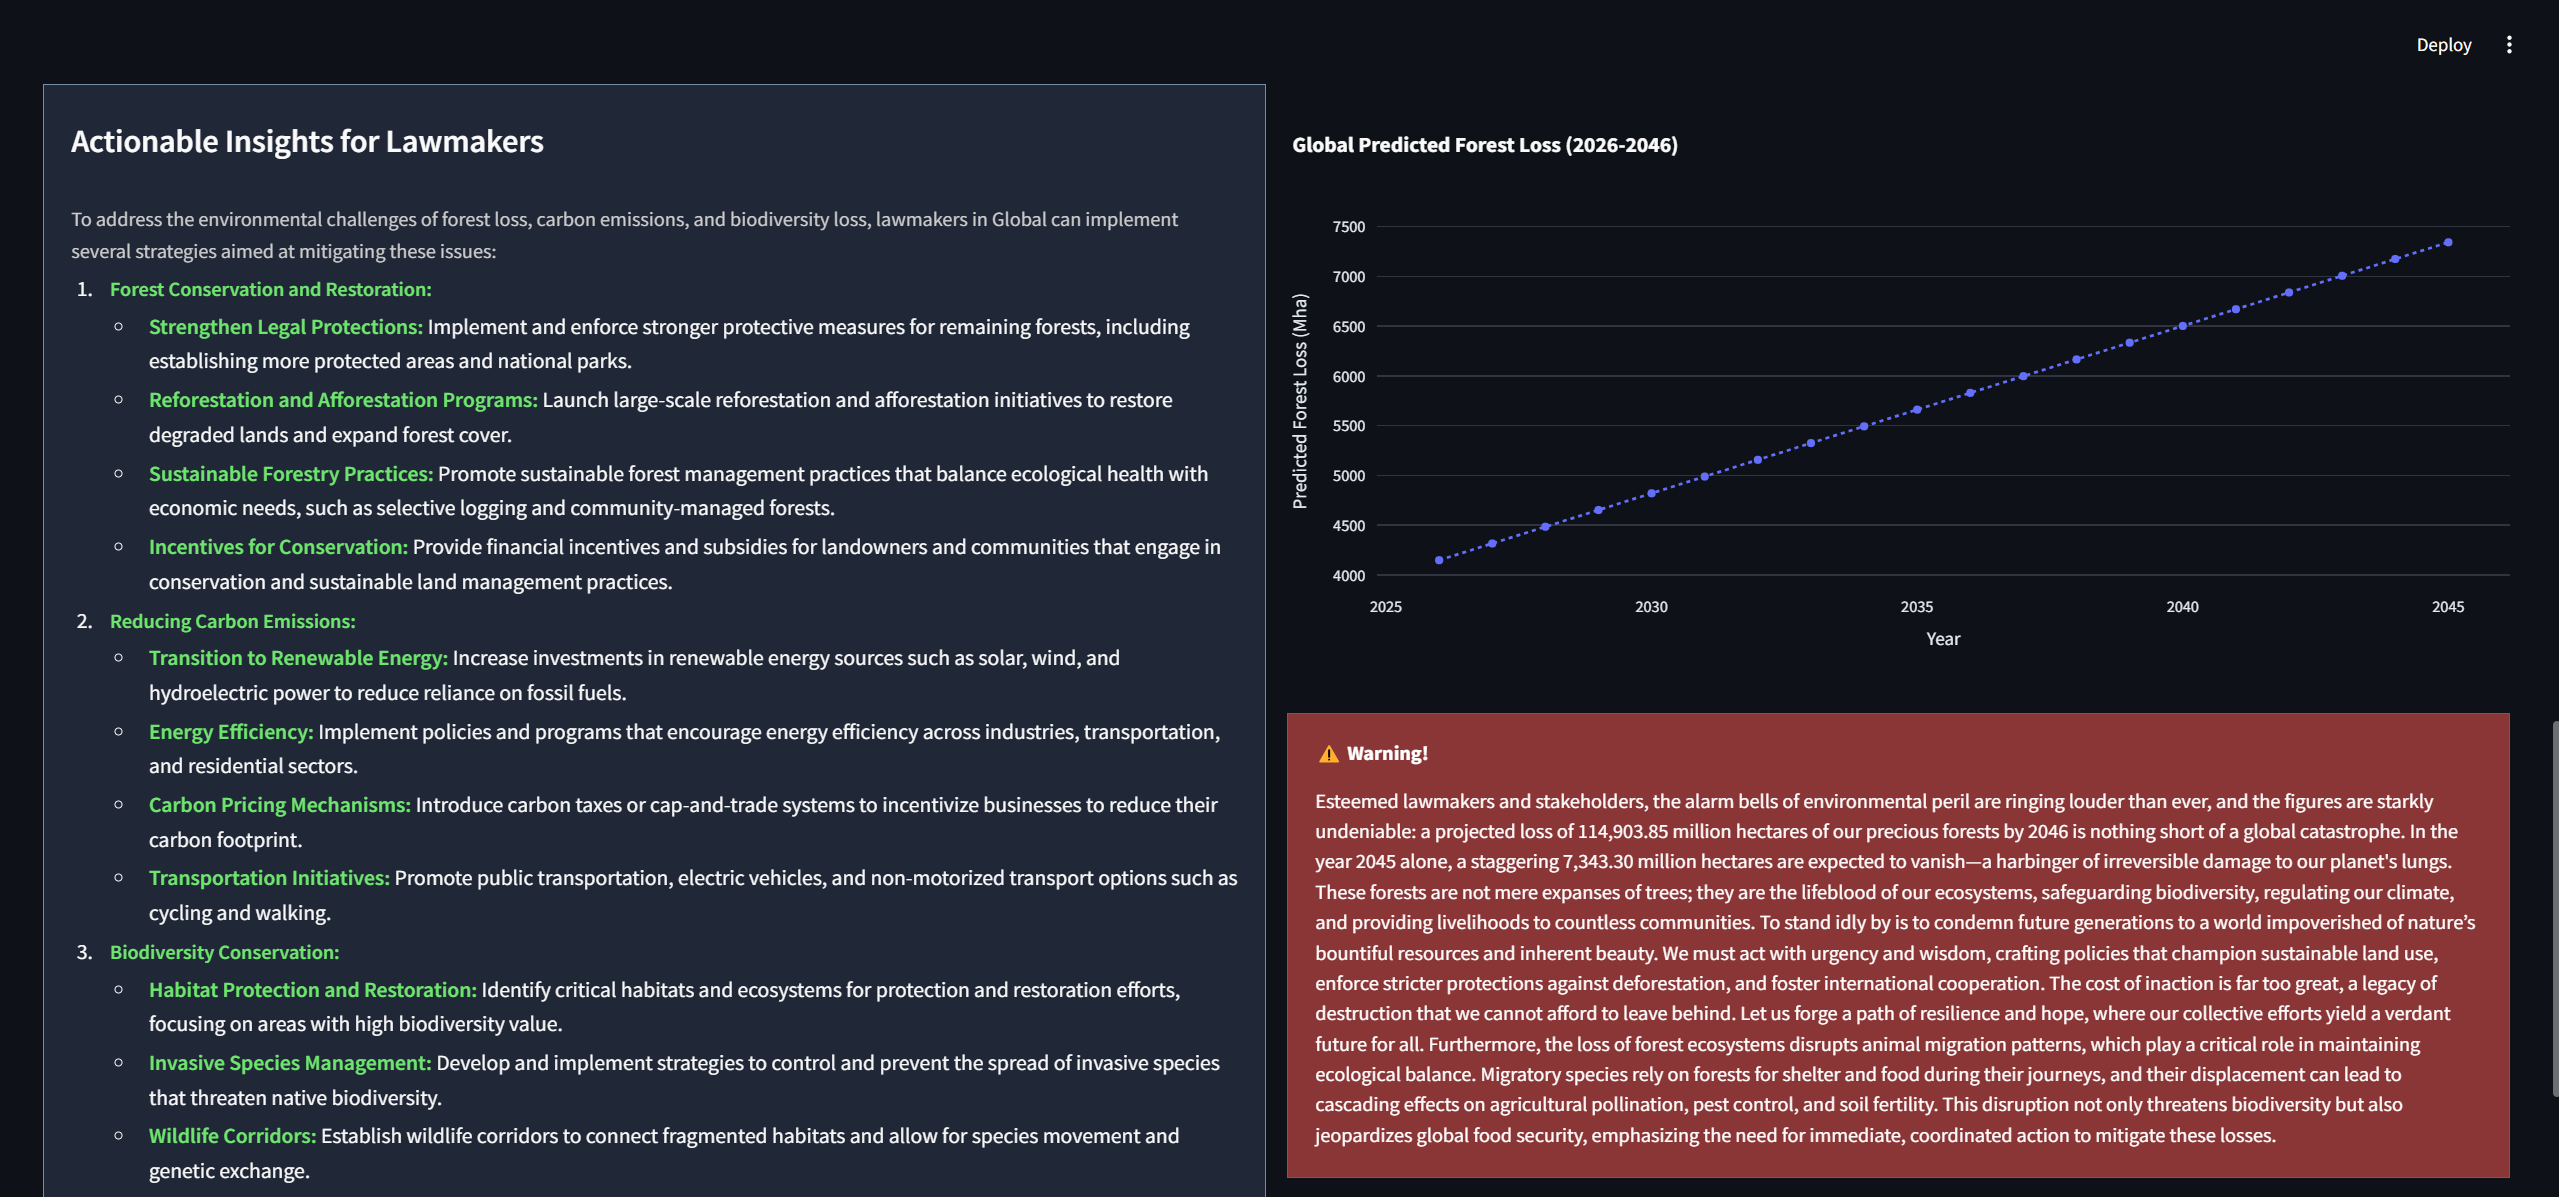 Deploy
Actionable Insights for Lawmakers
To address the environmental challenges of forest loss, carbon emissions, and biodiversity loss, lawmakers in Global can implement
several strategies aimed at mitigating these issues:
1. Forest Conservation and Restoration:
Strengthen Legal Protections: Implement and enforce stronger protective measures for remaining forests, including
establishing more protected areas and national parks.
Reforestation and Afforestation Programs: Launch large-scale reforestation and afforestation initiatives to restore
degraded lands and expand forest cover.
Sustainable Forestry Practices: Promote sustainable forest management practices that balance ecological health with
economic needs, such as selective logging and community-managed forests.
Incentives for Conservation: Provide financial incentives and subsidies for landowners and communities that engage in
conservation and sustainable land management practices.
2. Reducing Carbon Emissions:
Transition to Renewable Energy: Increase investments in renewable energy sources such as solar, wind, and
hydroelectric power to reduce reliance on fossil fuels.
Energy Efficiency: Implement policies and programs that encourage energy efficiency across industries, transportation,
and residential sectors.
Carbon Pricing Mechanisms: Introduce carbon taxes or cap-and-trade systems to incentivize businesses to reduce their
carbon footprint.
Transportation Initiatives: Promote public transportation, electric vehicles, and non-motorized transport options such as
cycling and walking.
3. Biodiversity Conservation:
Habitat Protection and Restoration: Identify critical habitats and ecosystems for protection and restoration efforts,
focusing on areas with high biodiversity value.
Invasive Species Management: Develop and implement strategies to control and prevent the spread of invasive species
that threaten native biodiversity.
Wildlife Corridors: Establish wildlife corridors to connect fragmented habitats and allow for species movement and
genetic exchange.
Global Predicted Forest Loss (2026-2046)
Predicted Forest Loss (Mha)
7500
7000
6500
6000
5500
5000
4500
4000
2025 2030 2035 2040 2045
Year
⚠ Warning!
Esteemed lawmakers and stakeholders, the alarm bells of environmental peril are ringing louder than ever, and the figures are starkly
undeniable: a projected loss of 114,903.85 million hectares of our precious forests by 2046 is nothing short of a global catastrophe. In the
year 2045 alone, a staggering 7,343.30 million hectares are expected to vanish—a harbinger of irreversible damage to our planet's lungs.
These forests are not mere expanses of trees; they are the lifeblood of our ecosystems, safeguarding biodiversity, regulating our climate,
and providing livelihoods to countless communities. To stand idly by is to condemn future generations to a world impoverished of nature’s
bountiful resources and inherent beauty. We must act with urgency and wisdom, crafting policies that champion sustainable land use,
enforce stricter protections against deforestation, and foster international cooperation. The cost of inaction is far too great, a legacy of
destruction that we cannot afford to leave behind. Let us forge a path of resilience and hope, where our collective efforts yield a verdant
future for all. Furthermore, the loss of forest ecosystems disrupts animal migration patterns, which play a critical role in maintaining
ecological balance. Migratory species rely on forests for shelter and food during their journeys, and their displacement can lead to
cascading effects on agricultural pollination, pest control, and soil fertility. This disruption not only threatens biodiversity but also
jeopardizes global food security, emphasizing the need for immediate, coordinated action to mitigate these losses.